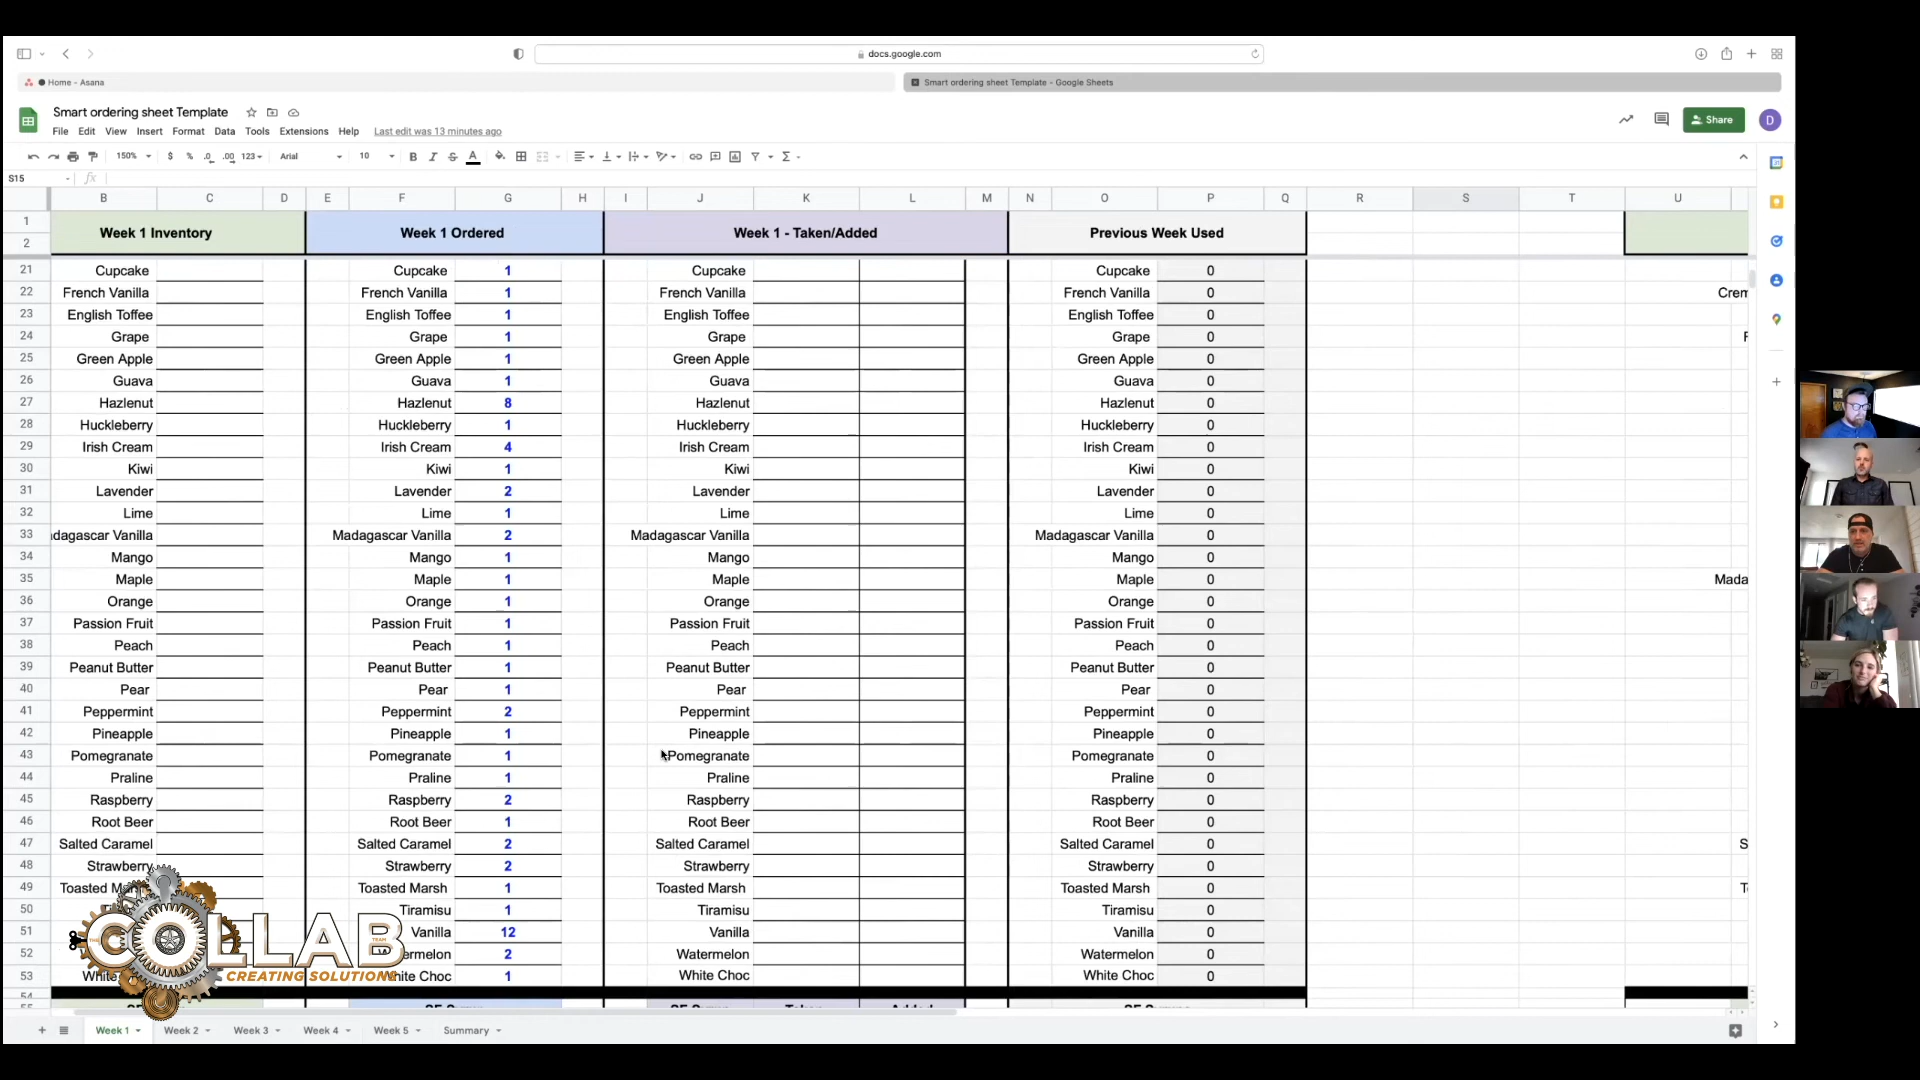 docs.google.com
Home - Asana
Smart ordering sheet Template - Google Sheets
Smart ordering sheet Template
File Edit View Insert Format Data Tools Extensions Help Last edit was 13 minutes ago
Share
D
150% $ % .0 .00 123 Arial 10 B I S A
S15 fx
B C D E F G H I J K L M N O P Q R S T U
1
2
Week 1 Inventory Week 1 Ordered Week 1 - Taken/Added Previous Week Used
21 Cupcake Cupcake 1 Cupcake Cupcake 0
22 French Vanilla French Vanilla 1 French Vanilla French Vanilla 0 Crem
23 English Toffee English Toffee 1 English Toffee English Toffee 0
24 Grape Grape 1 Grape Grape 0
25 Green Apple Green Apple 1 Green Apple Green Apple 0
26 Guava Guava 1 Guava Guava 0
27 Hazlenut Hazlenut 8 Hazlenut Hazlenut 0
28 Huckleberry Huckleberry 1 Huckleberry Huckleberry 0
29 Irish Cream Irish Cream 4 Irish Cream Irish Cream 0
30 Kiwi Kiwi 1 Kiwi Kiwi 0
31 Lavender Lavender 2 Lavender Lavender 0
32 Lime Lime 1 Lime Lime 0
33 dagascar Vanilla Madagascar Vanilla 2 Madagascar Vanilla Madagascar Vanilla 0
34 Mango Mango 1 Mango Mango 0
35 Maple Maple 1 Maple Maple 0 Mada
36 Orange Orange 1 Orange Orange 0
37 Passion Fruit Passion Fruit 1 Passion Fruit Passion Fruit 0
38 Peach Peach 1 Peach Peach 0
39 Peanut Butter Peanut Butter 1 Peanut Butter Peanut Butter 0
40 Pear Pear 1 Pear Pear 0
41 Peppermint Peppermint 2 Peppermint Peppermint 0
42 Pineapple Pineapple 1 Pineapple Pineapple 0
43 Pomegranate Pomegranate 1 Pomegranate Pomegranate 0
44 Praline Praline 1 Praline Praline 0
45 Raspberry Raspberry 2 Raspberry Raspberry 0
46 Root Beer Root Beer 1 Root Beer Root Beer 0
47 Salted Caramel Salted Caramel 2 Salted Caramel Salted Caramel 0 S
48 Strawberry Strawberry 2 Strawberry Strawberry 0
49 Toasted Toasted Marsh 1 Toasted Marsh Toasted Marsh 0
50 Tiramisu 1 Tiramisu Tiramisu 0
51 Vanilla 12 Vanilla Vanilla 0
52 ermelon 2 Watermelon Watermelon 0
53 White White Choc 1 White Choc White Choc 0
COLLAB
TEAM
CREATING SOLUTIONS
Week 1 Week 2 Week 3 Week 4 Week 5 Summary